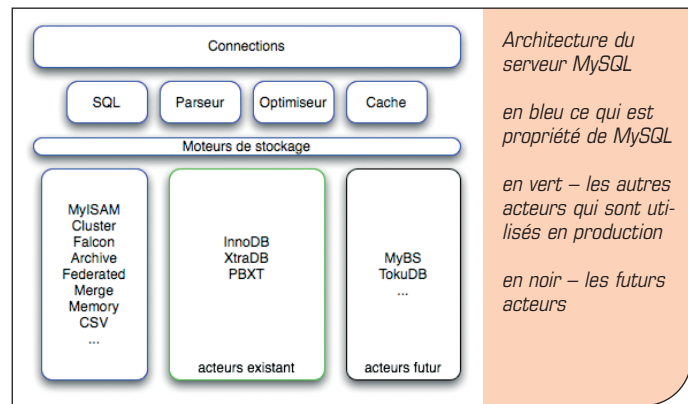 Connections
SQL
Parseur
Optimiseur
Cache
Moteurs de stockage
MyISAM
Cluster
Falcon
Archive
Federated
Merge
Memory
CSV
...
InnoDB
XtraDB
PBXT
acteurs existant
MyBS
TokuDB
...
acteurs futur
Architecture du
serveur MySQL
en bleu ce qui est
propriété de MySQL
en vert – les autres
acteurs qui sont uti-
lisés en production
en noir – les futurs
acteurs